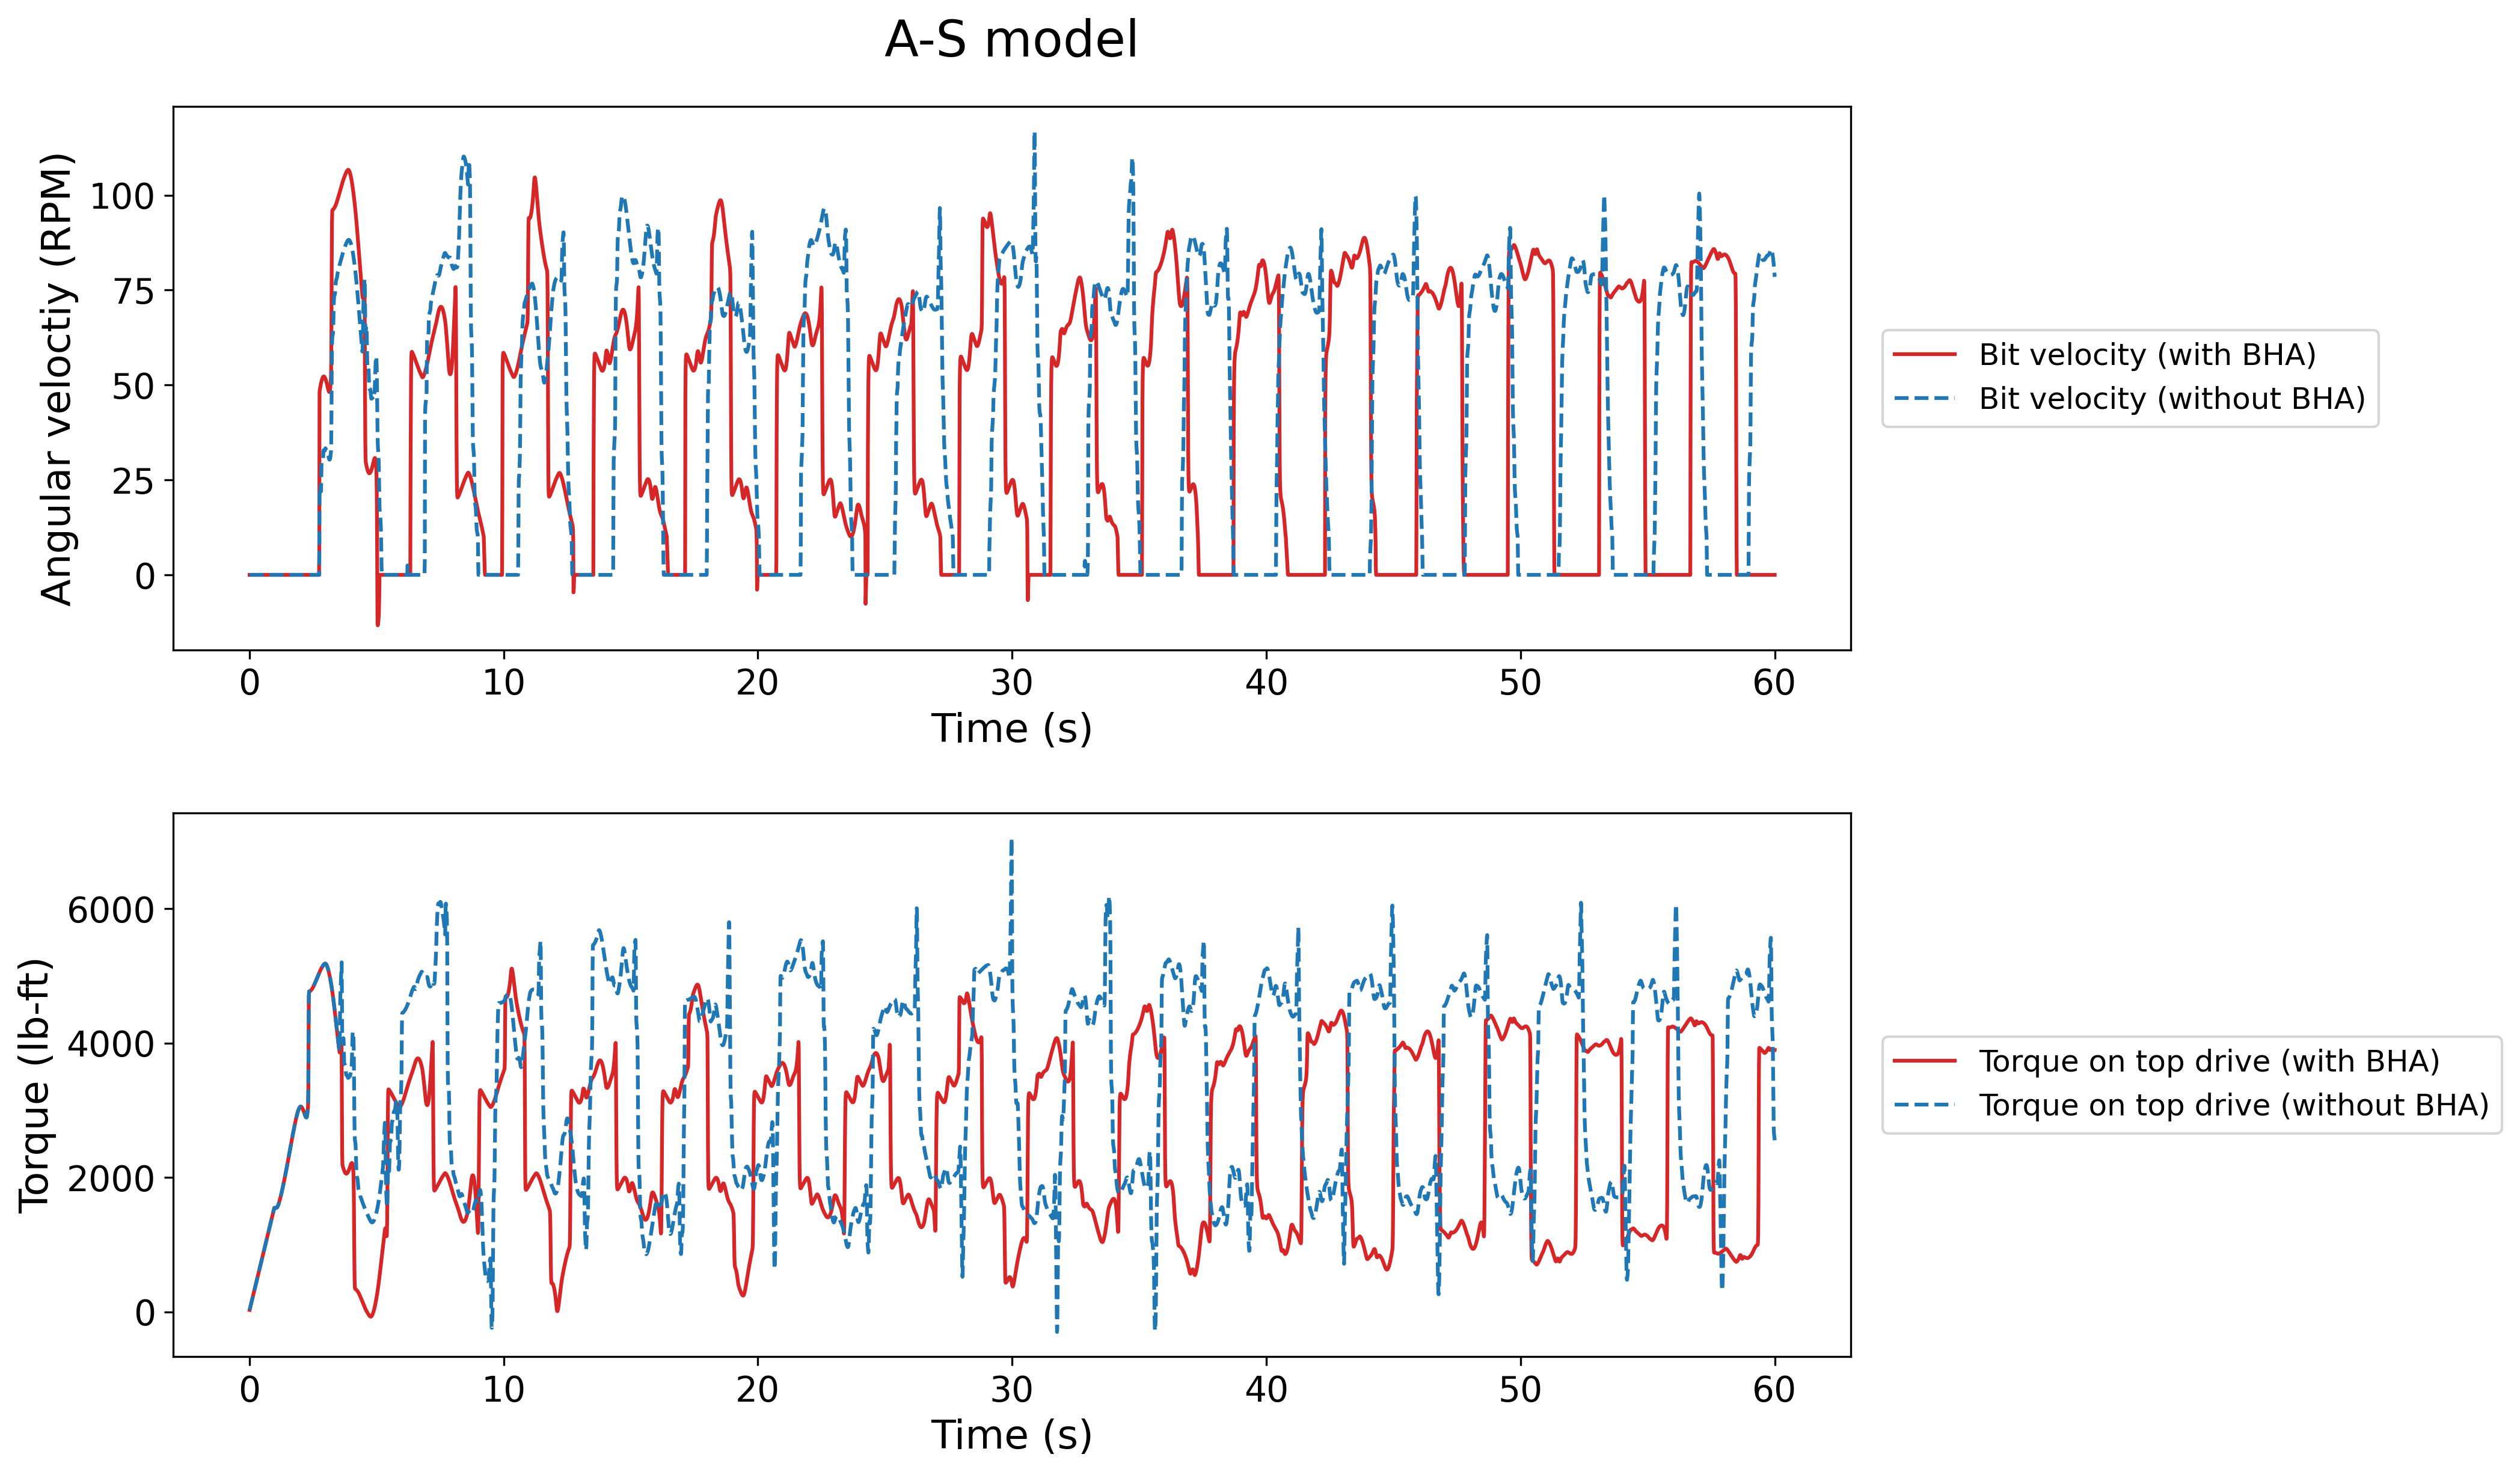 A-S model
Angular veloctiy (RPM)
100
75
50
25
0
0 10 20 30 40 50 60
Time (s)
Bit velocity (with BHA)
Bit velocity (without BHA)
Torque (lb-ft)
6000
4000
2000
0
0 10 20 30 40 50 60
Time (s)
Torque on top drive (with BHA)
Torque on top drive (without BHA)